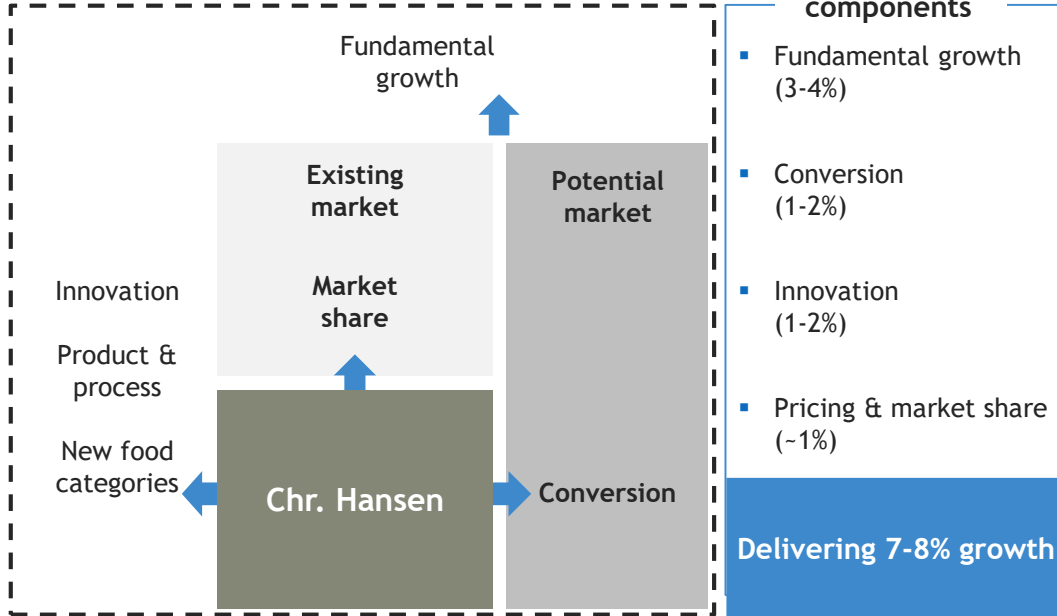 Fundamental
growth
Existing
market
Potential
market
Market
share
Innovation
Product &
process
New food
categories
Chr. Hansen
Conversion
components
▪ Fundamental growth
(3-4%)
▪ Conversion
(1-2%)
▪ Innovation
(1-2%)
▪ Pricing & market share
(~1%)
Delivering 7-8% growth